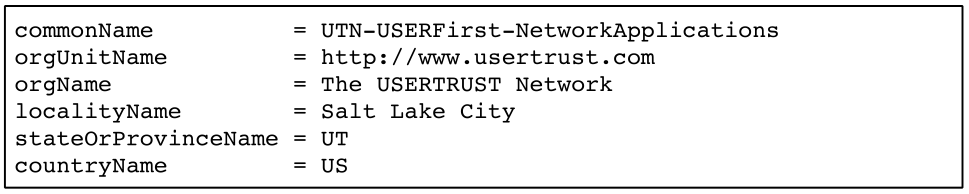 commonName = UTN-USERFirst-NetworkApplications
orgUnitName = http://www.usertrust.com
orgName = The USERTRUST Network
localityName = Salt Lake City
stateOrProvinceName = UT
countryName = US